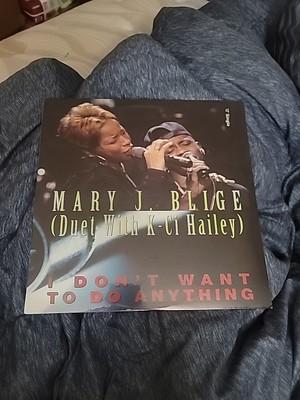 MARY J. BLIGE
(Duet With K-Ci Hailey)
I DON'T WANT
TO DO ANYTHING